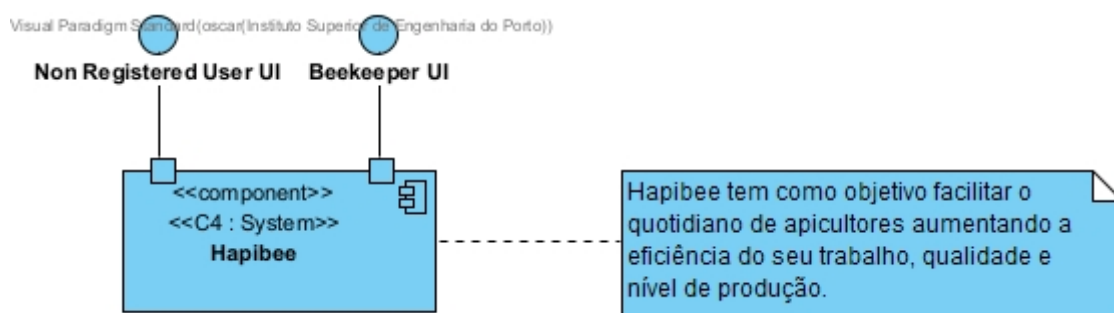 Visual Paradigm Standard(oscar(Instituto Superior de Engenharia do Porto))
Non Registered User UI
Beekeeper UI
<<component>>
<<C4 : System>>
Hapibee
Hapibee tem como objetivo facilitar o
quotidiano de apicultores aumentando a
eficiência do seu trabalho, qualidade e
nível de produção.